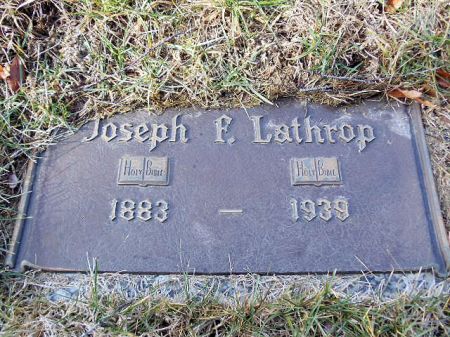 Joseph F. Lathrop
Holy Bible Holy Bible
1883 — 1939